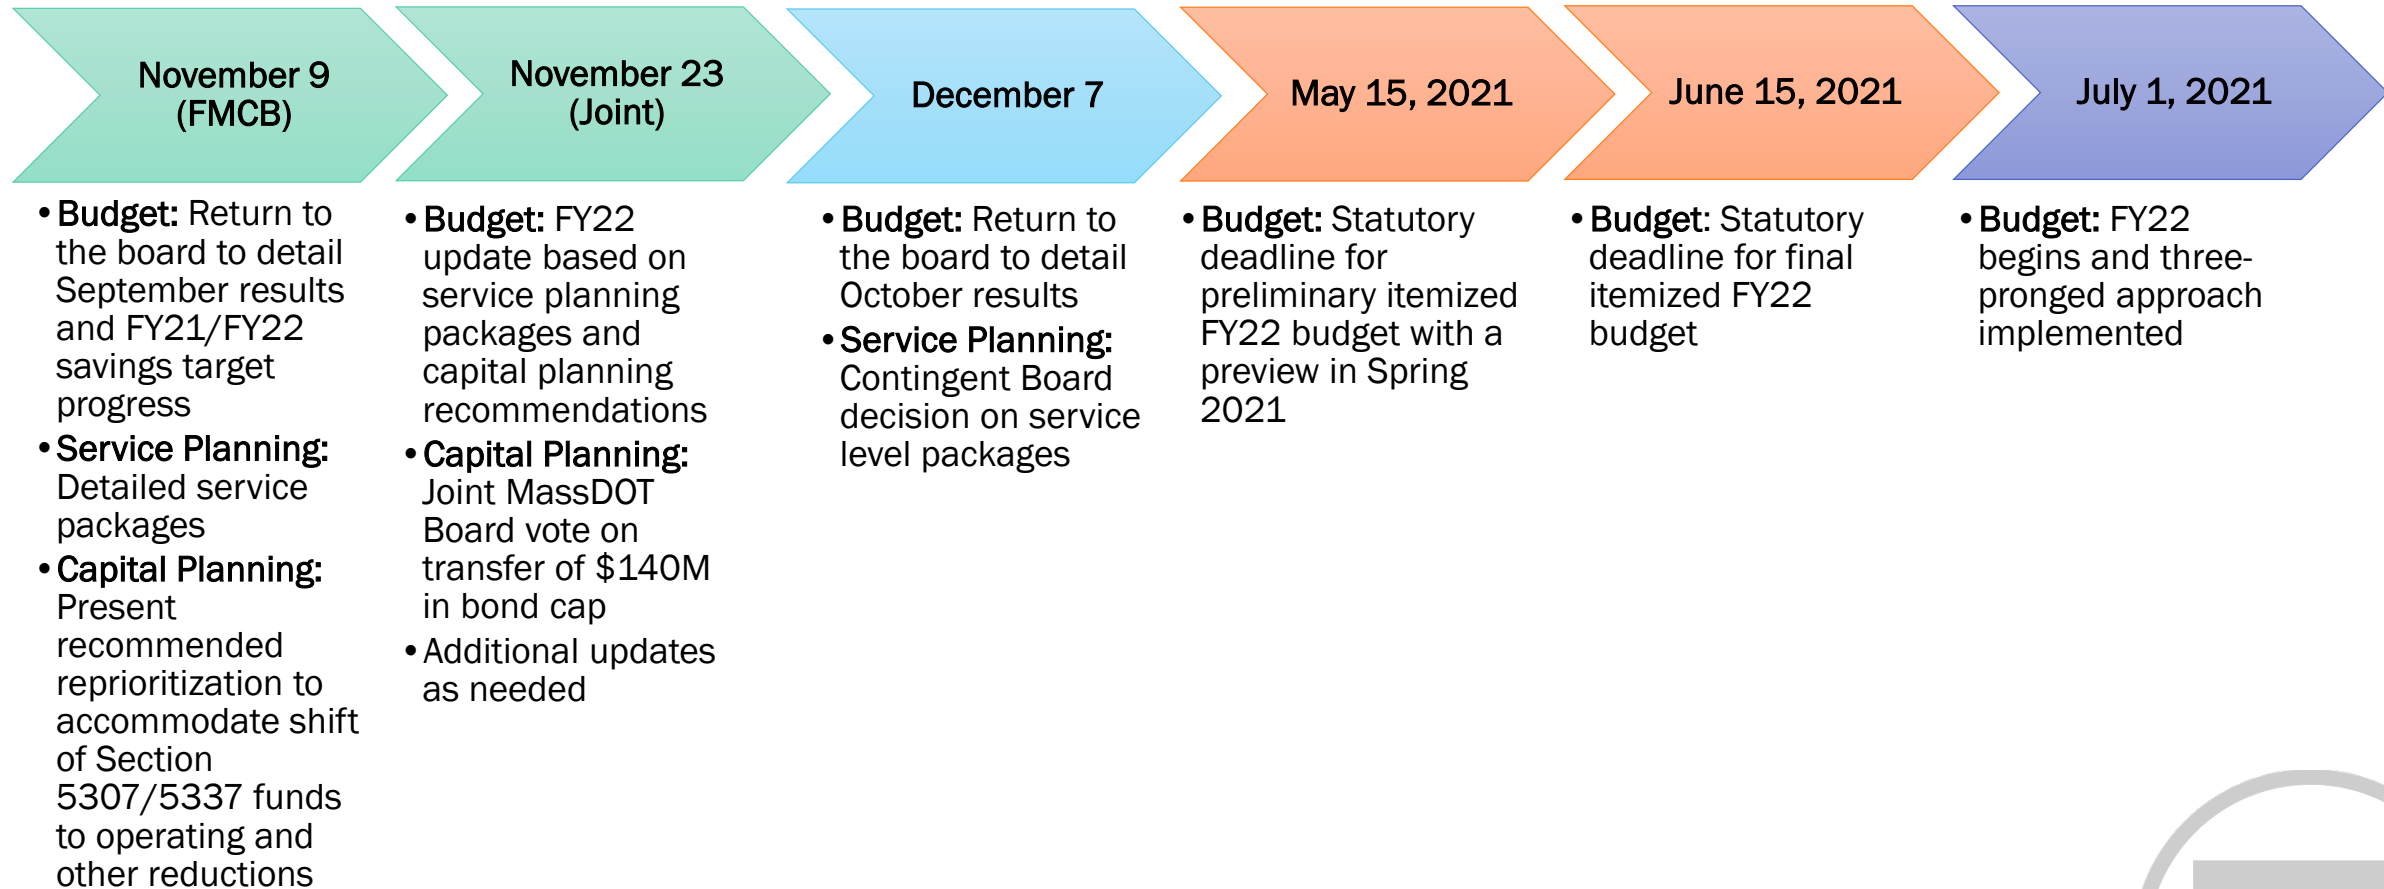 November 9
(FMCB)
• Budget: Return to
the board to detail
September results
and FY21/FY22
savings target
progress
• Service Planning:
Detailed service
packages
• Capital Planning:
Present
recommended
reprioritization to
accommodate shift
of Section
5307/5337 funds
to operating and
other reductions
November 23
(Joint)
• Budget: FY22
update based on
service planning
packages and
capital planning
recommendations
• Capital Planning:
Joint MassDOT
Board vote on
transfer of $140M
in bond cap
• Additional updates
as needed
December 7
• Budget: Return to
the board to detail
October results
• Service Planning:
Contingent Board
decision on service
level packages
May 15, 2021
• Budget: Statutory
deadline for
preliminary itemized
FY22 budget with a
preview in Spring
2021
June 15, 2021
• Budget: Statutory
deadline for final
itemized FY22
budget
July 1, 2021
• Budget: FY22
begins and three-
pronged approach
implemented